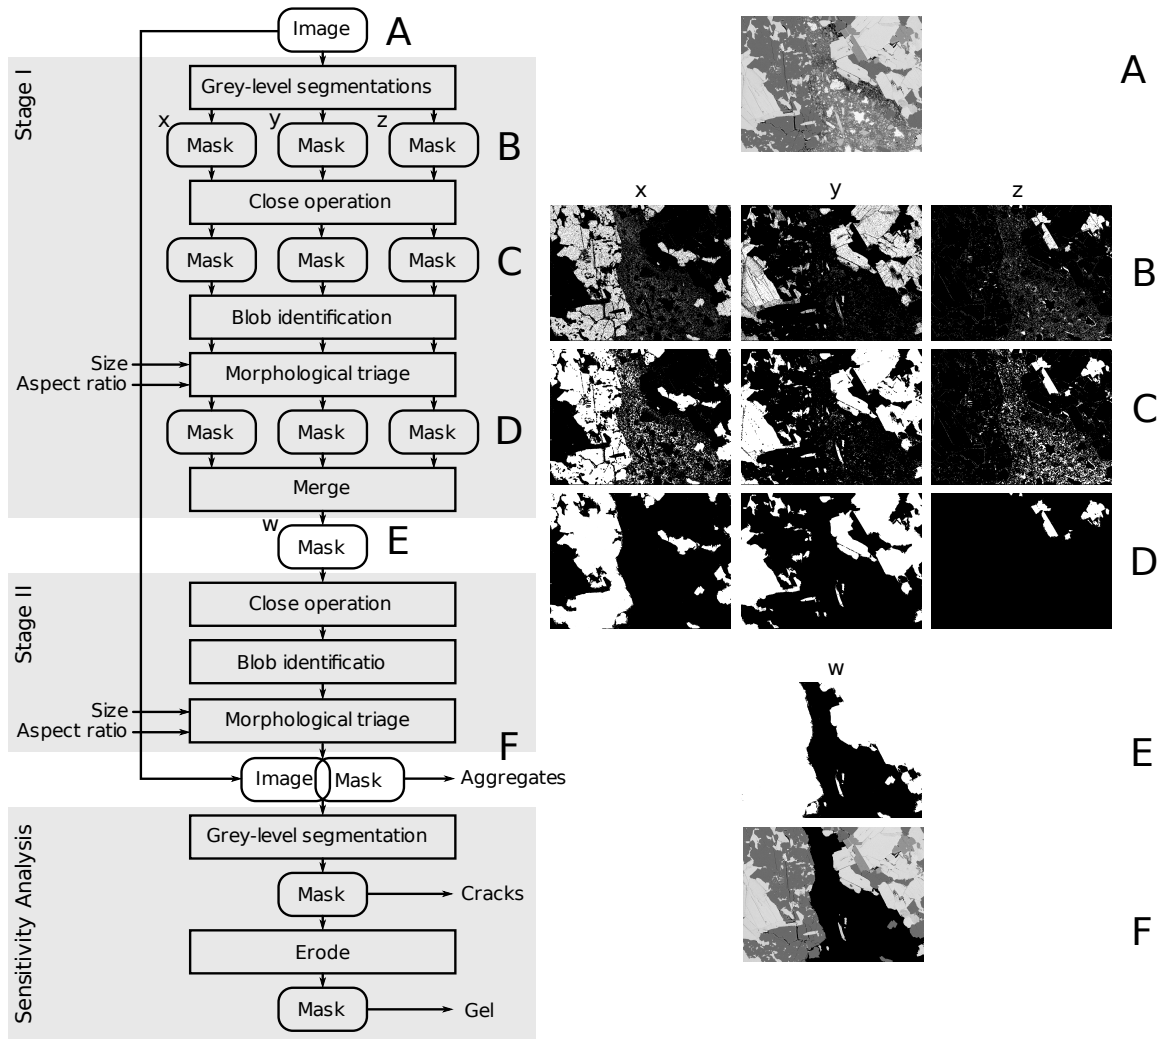 Image
A
Stage I
Grey-level segmentations
x
y
z
Mask
Mask
Mask
B
Close operation
Mask
Mask
Mask
C
Blob identification
Size
Aspect ratio
Morphological triage
Mask
Mask
Mask
D
Merge
w
Mask
E
Stage II
Close operation
Blob identificatio
Size
Aspect ratio
Morphological triage
F
Image
Mask
Aggregates
Sensitivity Analysis
Grey-level segmentation
Mask
Cracks
Erode
Mask
Gel
A
x
y
z
B
C
D
w
E
F